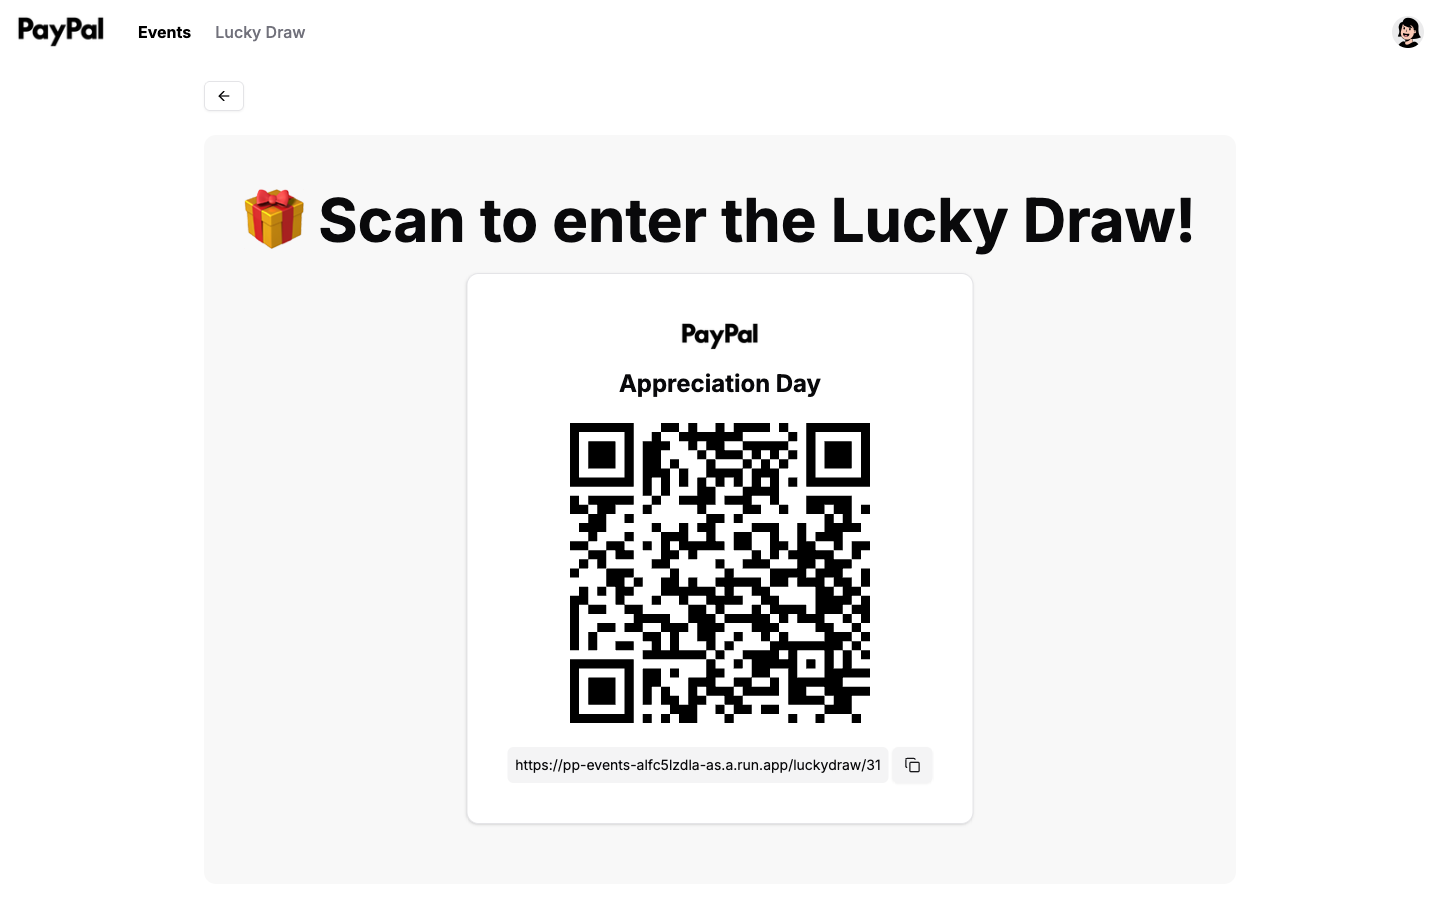 PayPal Events Lucky Draw
🎁 Scan to enter the Lucky Draw!
PayPal
Appreciation Day
https://pp-events-alfc5lzdla-as.a.run.app/luckydraw/31